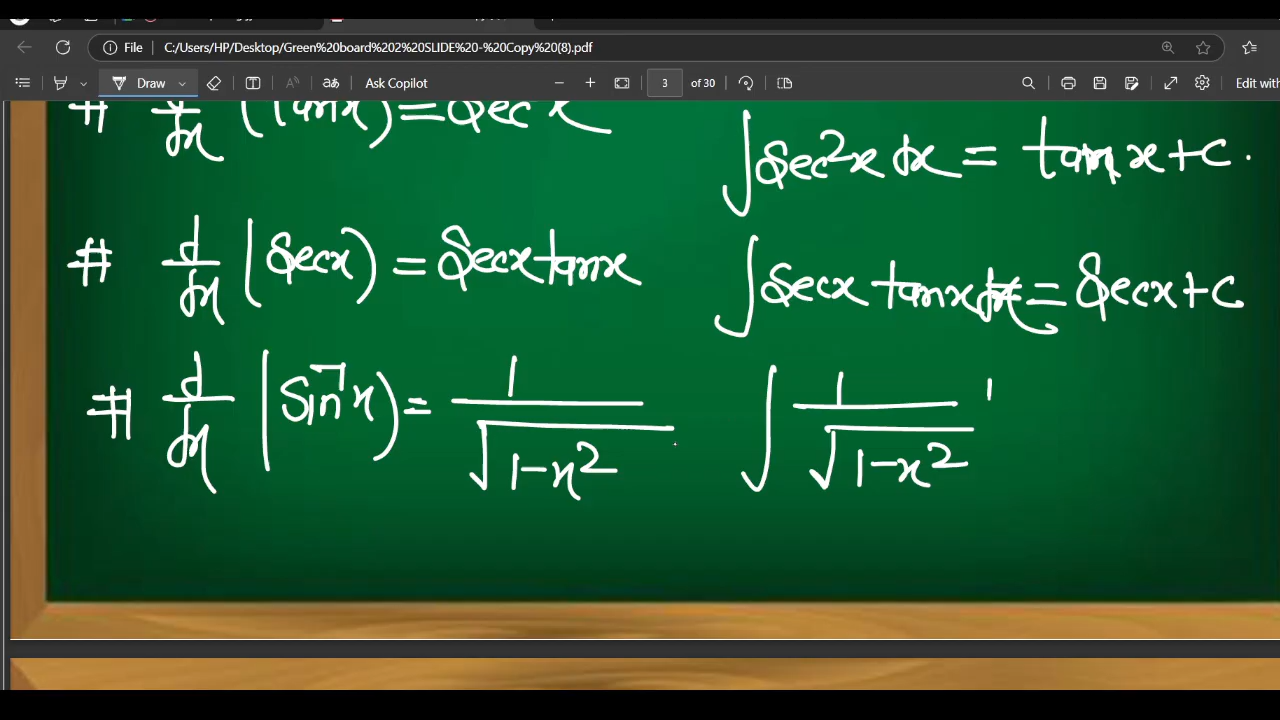 File C:/Users/HP/Desktop/Green%20board%202%20SLIDE%20-%20Copy%20(8).pdf
Draw Ask Copilot 3 of 30 Edit with
# d/dx (Tanx) = Sec x
∫ Sec²x dx = tan x + C.
# d/dx (Secx) = Secx tanx
∫ Secx tanx dx = Secx + C
# d/dx (Sin⁻¹x) = 1/√(1-x²)
∫ 1/√(1-x²)